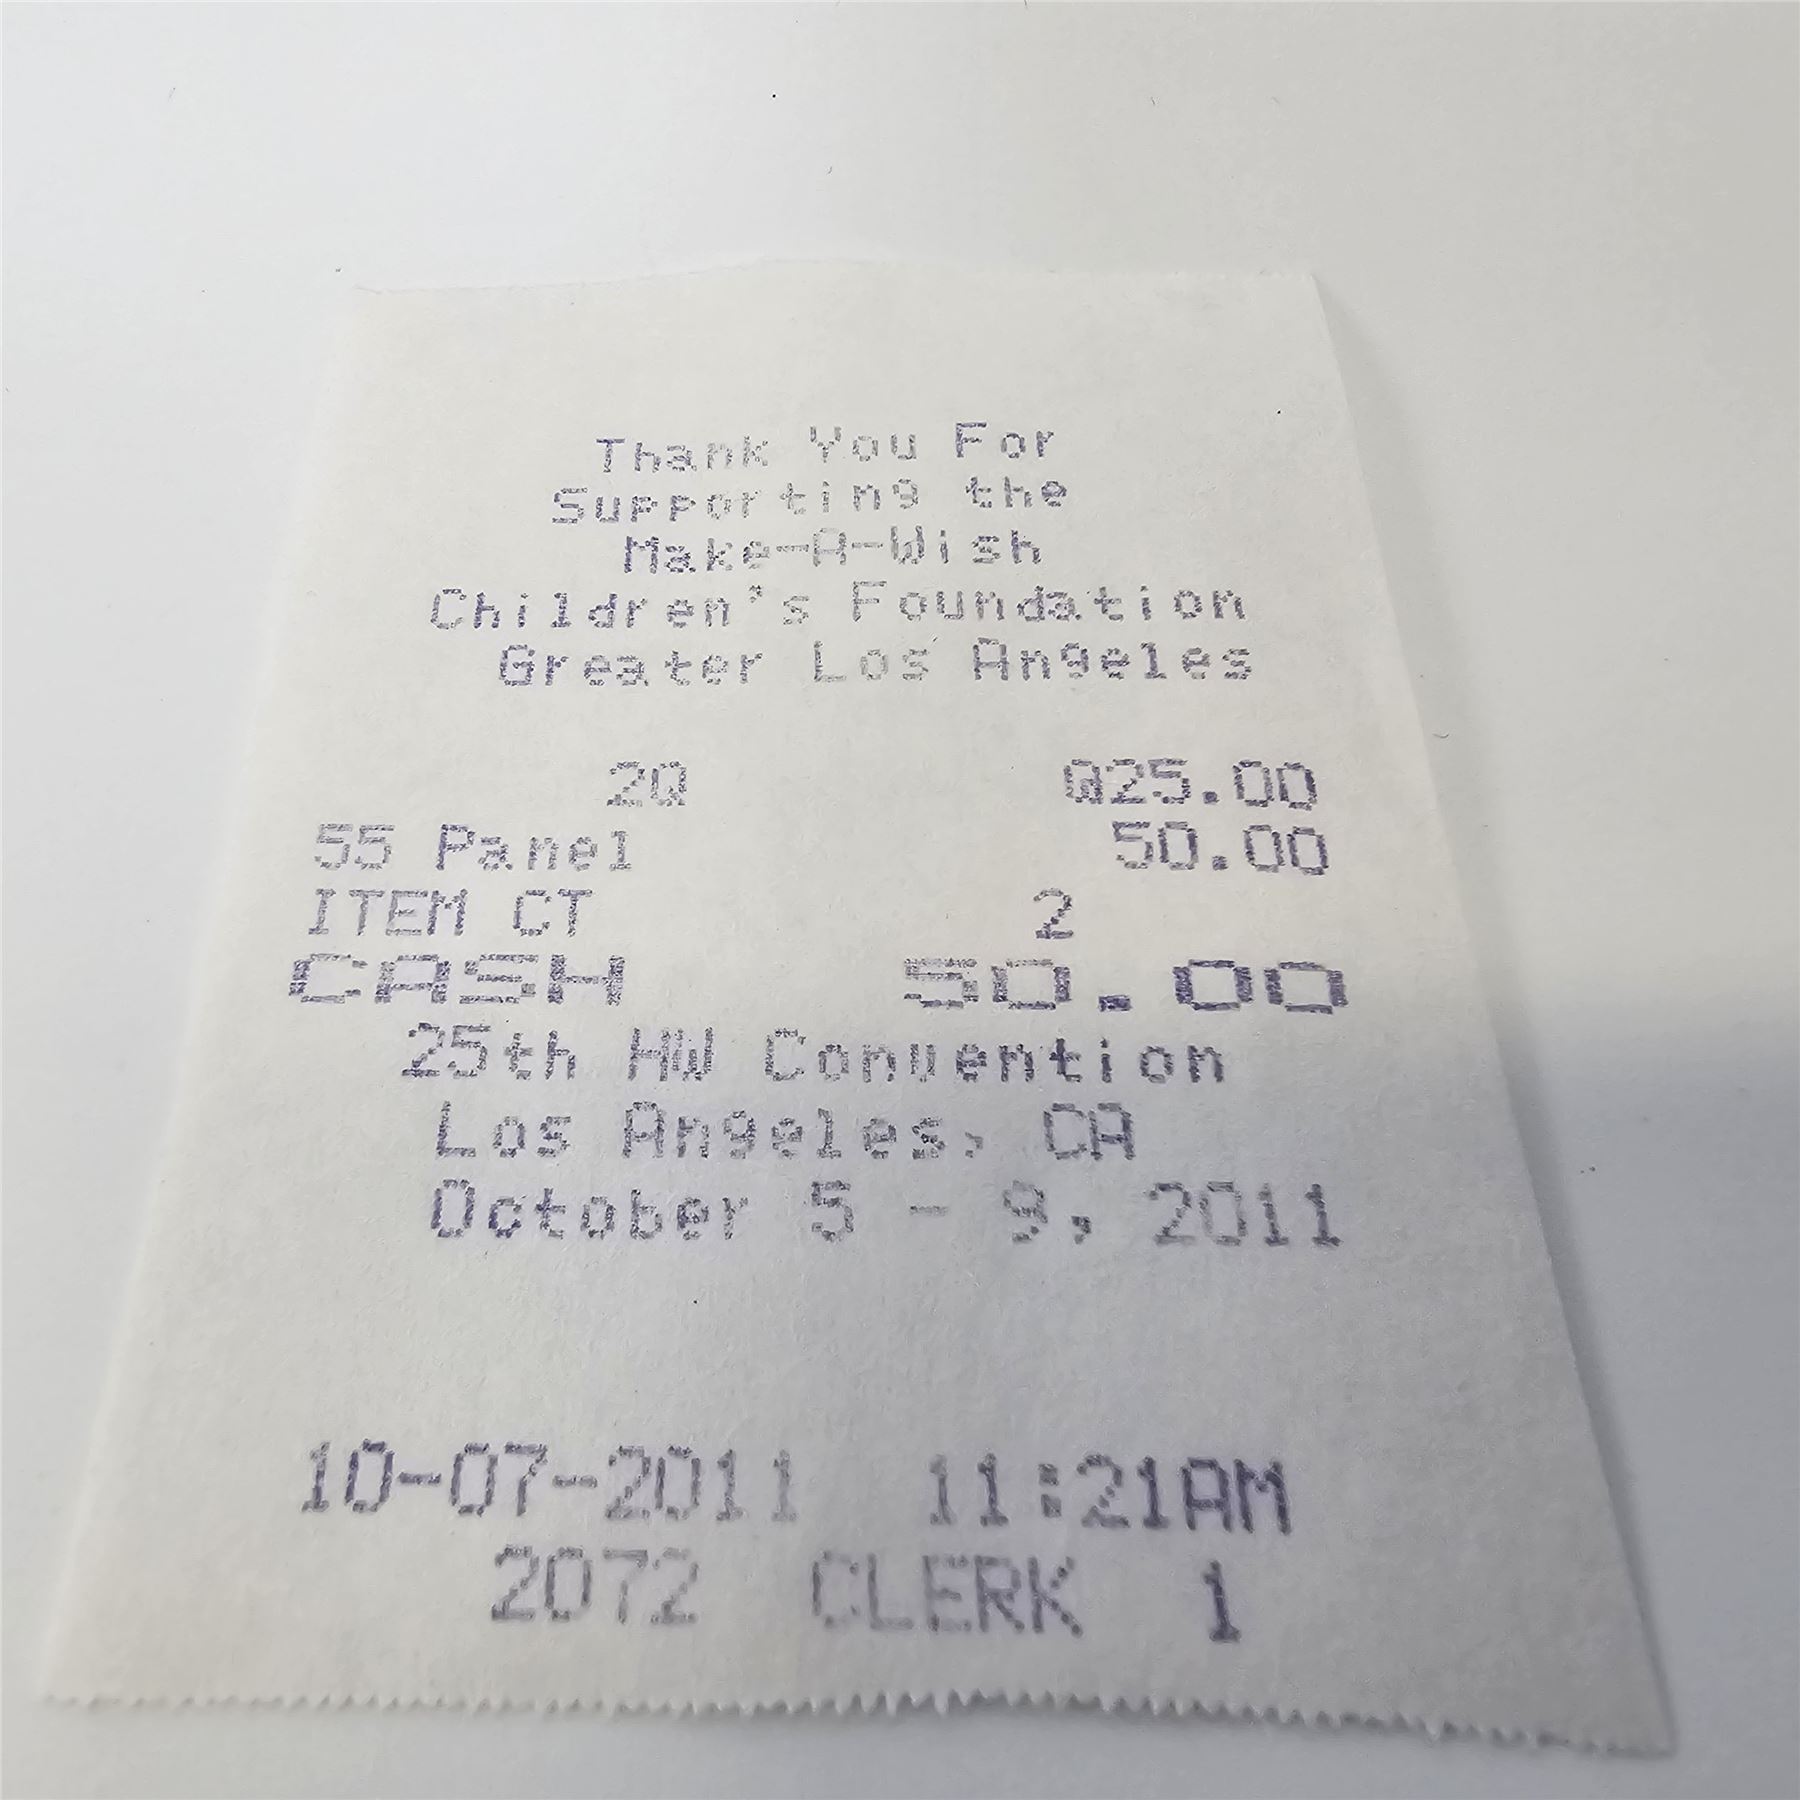 Thank You For
Supporting the
Make-A-Wish
Children's Foundation
Greater Los Angeles
2Q @25.00
55 Panel 50.00
ITEM CT 2
CASH 50.00
25th HW Convention
Los Angeles, CA
October 5 - 9, 2011
10-07-2011 11:21AM
2072 CLERK 1